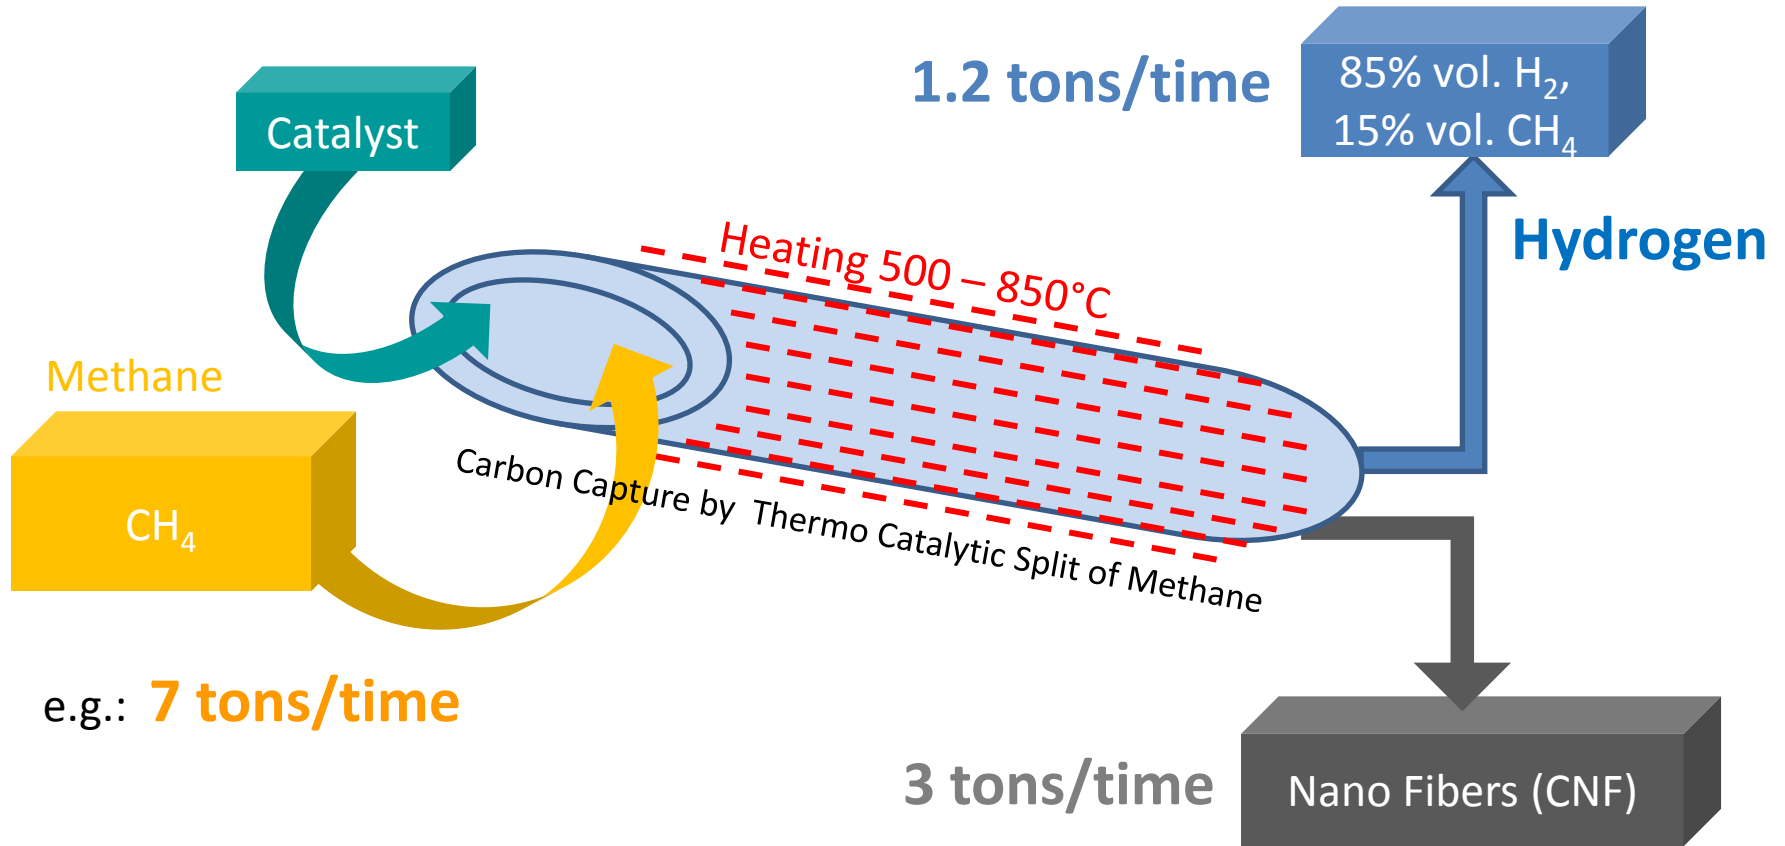 1.2 tons/time
85% vol. H₂,
15% vol. CH₄
Catalyst
Hydrogen
Heating 500 – 850°C
Methane
CH₄
Carbon Capture by Thermo Catalytic Split of Methane
e.g.: 7 tons/time
3 tons/time
Nano Fibers (CNF)